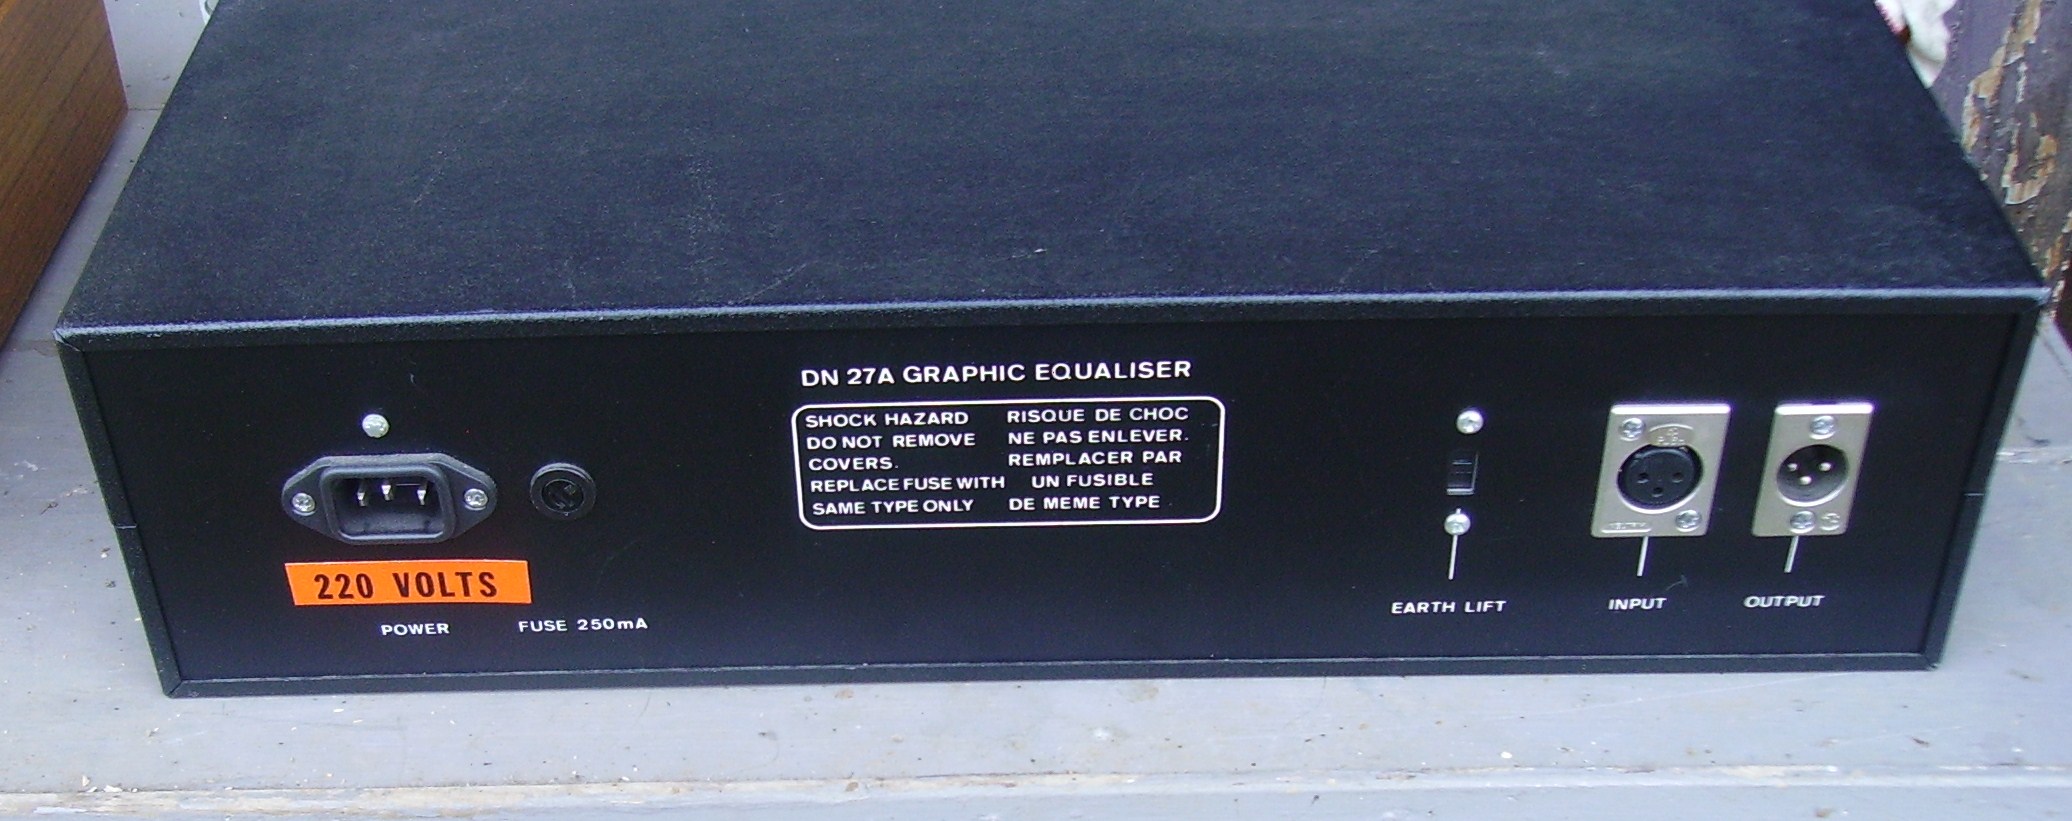 DN 27A GRAPHIC EQUALISER
SHOCK HAZARD
DO NOT REMOVE
COVERS.
REPLACE FUSE WITH
SAME TYPE ONLY
RISQUE DE CHOC
NE PAS ENLEVER.
REMPLACER PAR
UN FUSIBLE
DE MEME TYPE
220 VOLTS
POWER
FUSE 250mA
EARTH LIFT
INPUT
OUTPUT